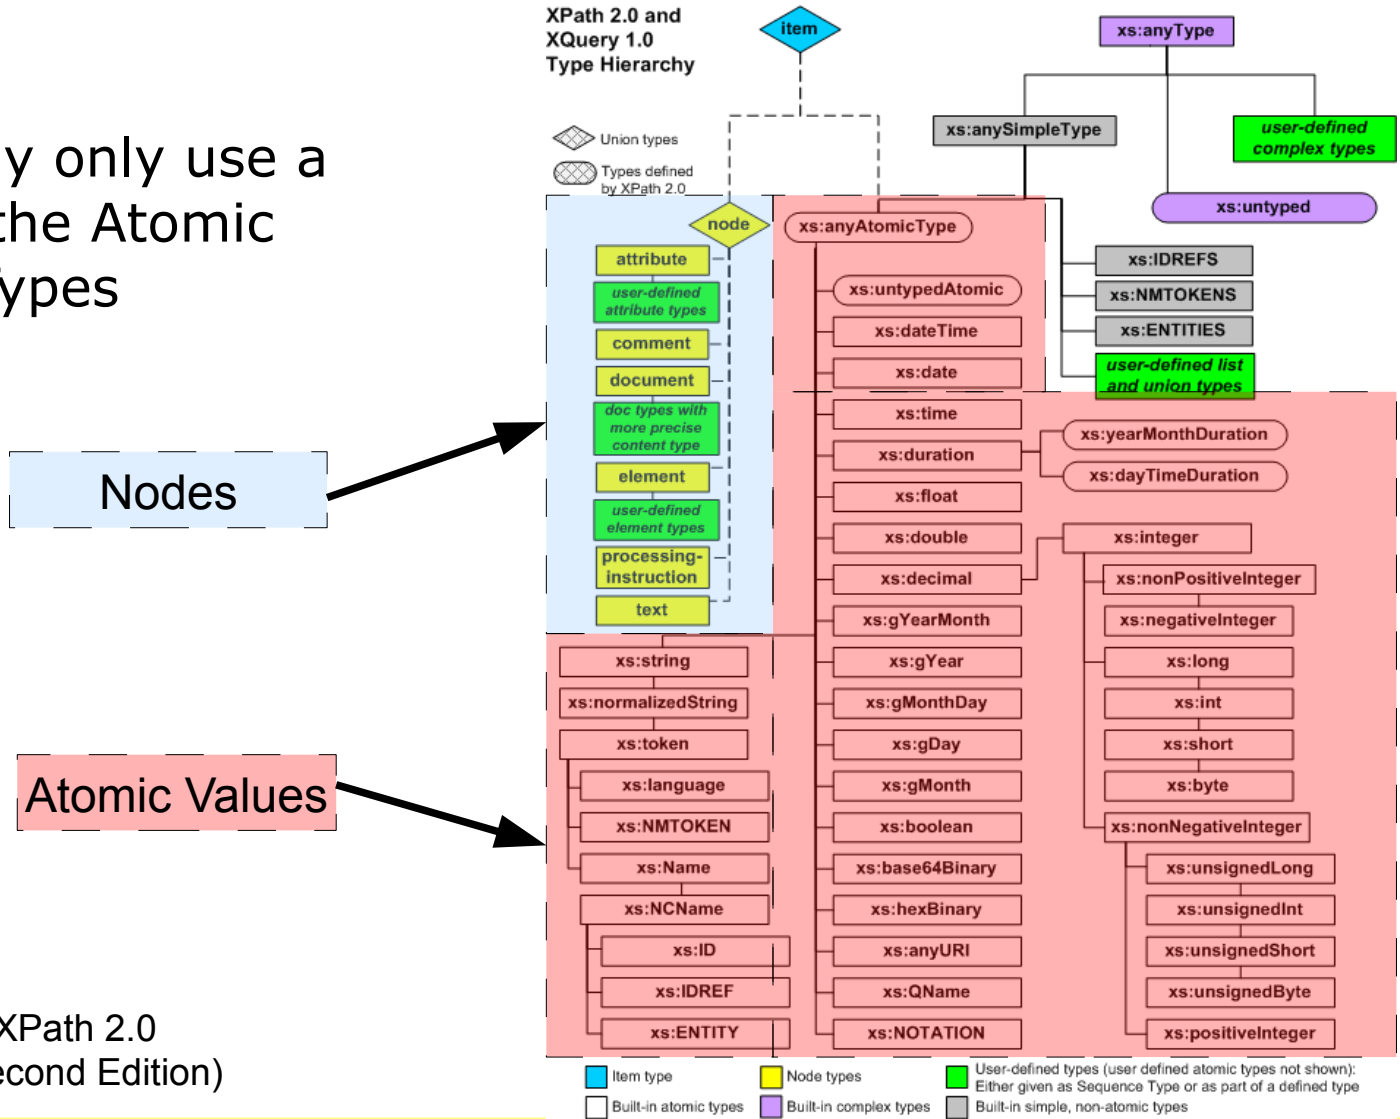 y only use a
the Atomic
Types
Nodes
Atomic Values
XPath 2.0
econd Edition)
XPath 2.0 and
XQuery 1.0
Type Hierarchy
Union types
Types defined
by XPath 2.0
item
node
attribute
user-defined
attribute types
comment
document
doc types with
more precise
content type
element
user-defined
element types
processing-
instruction
text
xs:anyType
xs:anySimpleType
user-defined
complex types
xs:untyped
xs:IDREFS
xs:NMTOKENS
xs:ENTITIES
user-defined list
and union types
xs:anyAtomicType
xs:untypedAtomic
xs:dateTime
xs:date
xs:time
xs:duration
xs:yearMonthDuration
xs:dayTimeDuration
xs:float
xs:double
xs:decimal
xs:gYearMonth
xs:gYear
xs:gMonthDay
xs:gDay
xs:gMonth
xs:boolean
xs:base64Binary
xs:hexBinary
xs:anyURI
xs:QName
xs:NOTATION
xs:string
xs:normalizedString
xs:token
xs:language
xs:NMTOKEN
xs:Name
xs:NCName
xs:ID
xs:IDREF
xs:ENTITY
xs:integer
xs:nonPositiveInteger
xs:negativeInteger
xs:long
xs:int
xs:short
xs:byte
xs:nonNegativeInteger
xs:unsignedLong
xs:unsignedInt
xs:unsignedShort
xs:unsignedByte
xs:positiveInteger
Item type
Node types
User-defined types (user defined atomic types not shown):
Either given as Sequence Type or as part of a defined type
Built-in atomic types
Built-in complex types
Built-in simple, non-atomic types